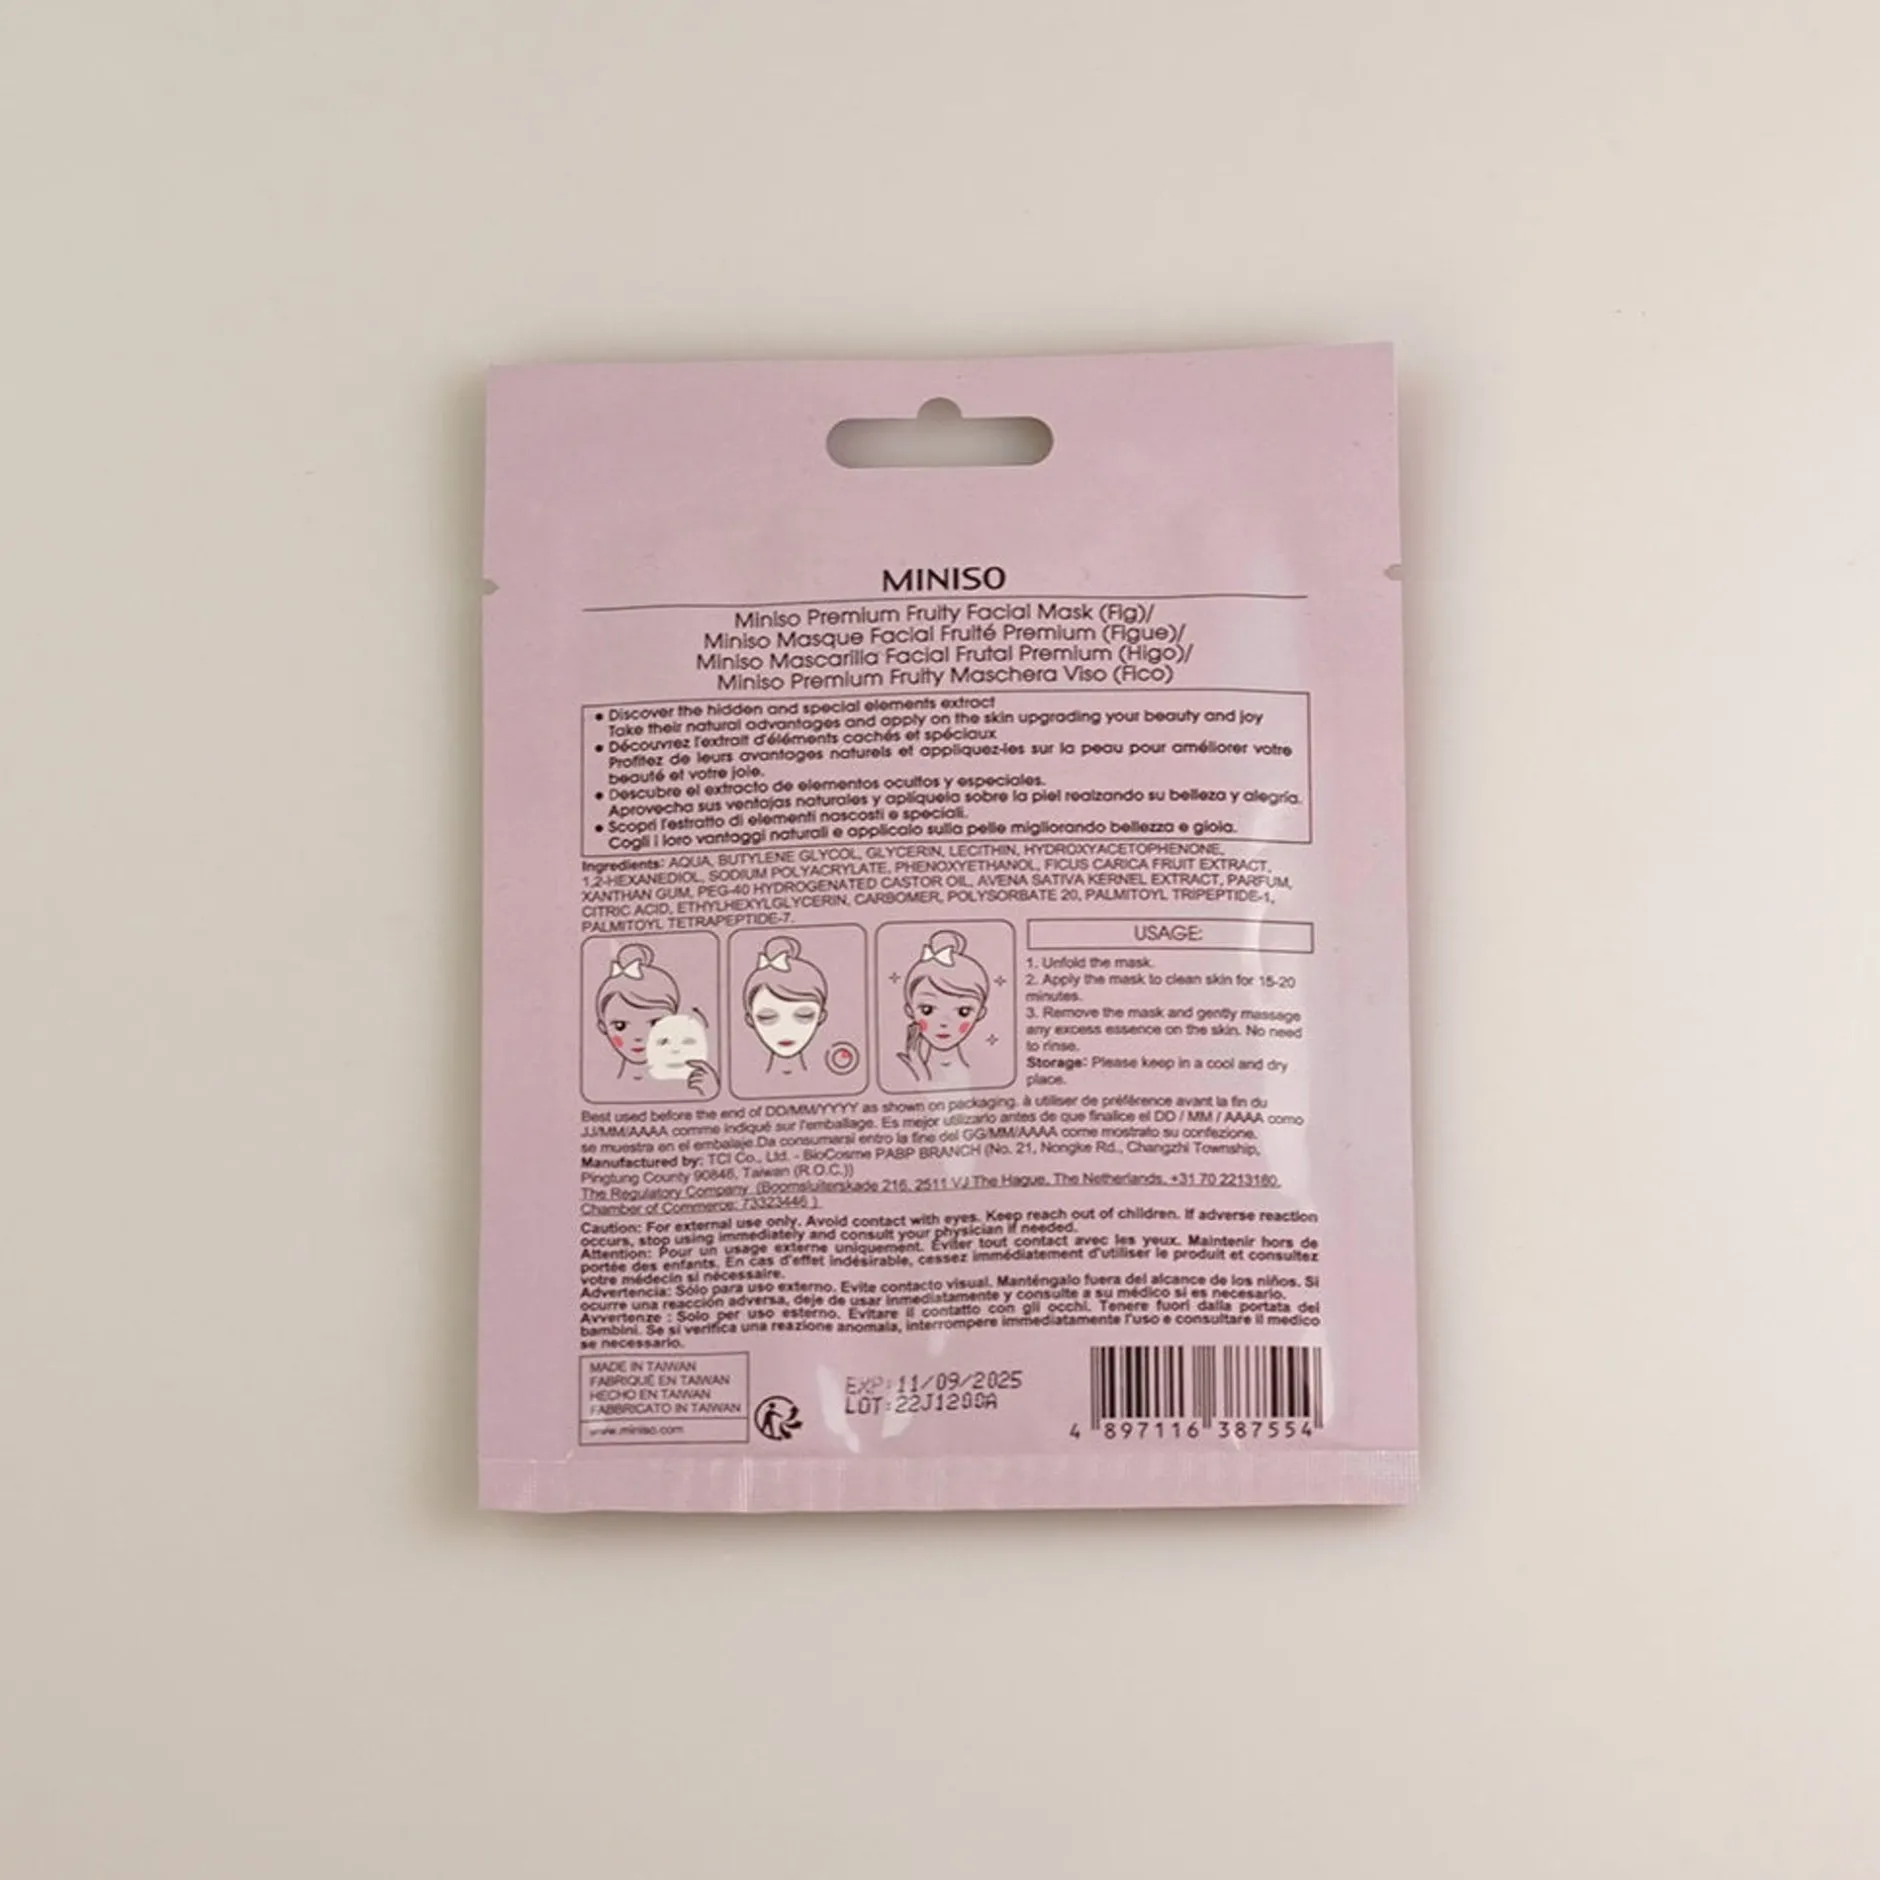 MINISO
Miniso Premium Fruity Facial Mask (Fig)/
Miniso Masque Facial Fruité Premium (Figue)/
Miniso Mascarilla Facial Frutal Premium (Higo)/
Miniso Premium Fruity Maschera Viso (Fico)
• Discover the hidden and special elements extract
Take their natural advantages and apply on the skin upgrading your beauty and joy
• Découvrez l'extrait d'éléments cachés et spéciaux
Profitez de leurs avantages naturels et appliquez-les sur la peau pour améliorer votre
beauté et votre joie.
• Descubre el extracto de elementos ocultos y especiales.
Aprovecha sus ventajas naturales y aplíquela sobre la piel realzando su belleza y alegría.
• Scopri l'estratto di elementi nascosti e speciali.
Cogli i loro vantaggi naturali e applicalo sulla pelle migliorando bellezza e gioia.
Ingredients: AQUA, BUTYLENE GLYCOL, GLYCERIN, LECITHIN, HYDROXYACETOPHENONE,
1,2-HEXANEDIOL, SODIUM POLYACRYLATE, PHENOXYETHANOL, FICUS CARICA FRUIT EXTRACT,
XANTHAN GUM, PEG-40 HYDROGENATED CASTOR OIL, AVENA SATIVA KERNEL EXTRACT, PARFUM,
CITRIC ACID, ETHYLHEXYLGLYCERIN, CARBOMER, POLYSORBATE 20, PALMITOYL TRIPEPTIDE-1,
PALMITOYL TETRAPEPTIDE-7.
USAGE:
1. Unfold the mask.
2. Apply the mask to clean skin for 15-20
minutes.
3. Remove the mask and gently massage
any excess essence on the skin. No need
to rinse.
Storage: Please keep in a cool and dry
place.
Best used before the end of DD/MM/YYYY as shown on packaging. à utiliser de préférence avant la fin du
JJ/MM/AAAA comme indiqué sur l'emballage. Es mejor utilizarlo antes de que finalice el DD / MM / AAAA como
se muestra en el embalaje.Da consumarsi entro la fine del GG/MM/AAAA come mostrato su confezione.
Manufactured by: TCI Co., Ltd. - BioCosme PABP BRANCH (No. 21, Nongke Rd., Changzhi Township,
Pingtung County 90846, Taiwan (R.O.C.))
The Regulatory Company (Boomsluiterskade 216, 2511 VJ The Hague, The Netherlands, +31 70 2213160,
Chamber of Commerce: 73323446 )
Caution: For external use only. Avoid contact with eyes. Keep reach out of children. If adverse reaction
occurs, stop using immediately and consult your physician if needed.
Attention: Pour un usage externe uniquement. Eviter tout contact avec les yeux. Maintenir hors de
portée des enfants. En cas d'effet indésirable, cessez immédiatement d'utiliser le produit et consultez
votre médecin si nécessaire.
Advertencia: Sólo para uso externo. Evite contacto visual. Manténgalo fuera del alcance de los niños. Si
ocurre una reacción adversa, deje de usar inmediatamente y consulte a su médico si es necesario.
Avvertenze : Solo per uso esterno. Evitare il contatto con gli occhi. Tenere fuori dalla portata dei
bambini. Se si verifica una reazione anomala, interrompere immediatamente l'uso e consultare il medico
se necessario.
MADE IN TAIWAN
FABRIQUÉ EN TAIWAN
HECHO EN TAIWAN
FABBRICATO IN TAIWAN
www.miniso.com
EXP:11/09/2025
LOT:22J1200A
4 897116 387554